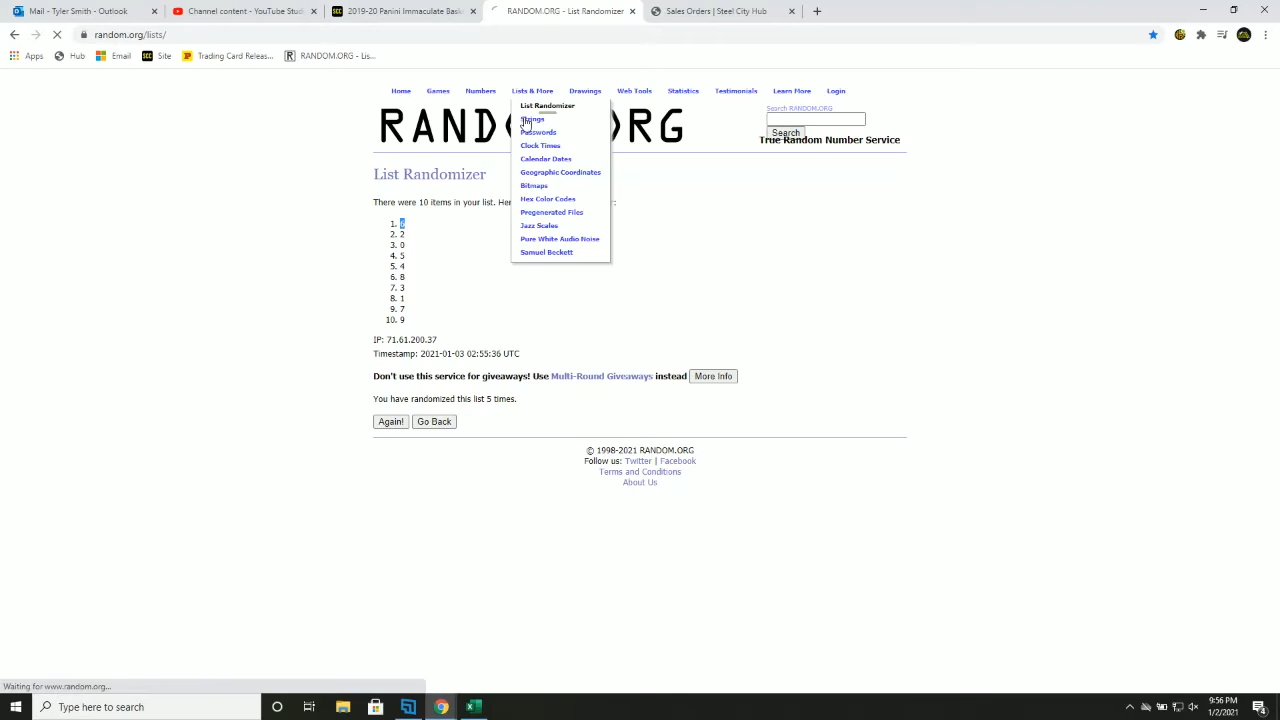 Mail - Tyler Smith - Outlook
Content - YouTube Stud
2019-20 Panini Instant
RANDOM.ORG - Lis
Sales Orders | Steel City Hub
random.org/lists/
Apps
Hub
Email
Site
Trading Card Releas...
RANDOM.ORG - Lis...
Home
Games
Numbers
Lists & More
Drawings
Web Tools
Statistics
Testimonials
Learn More
Login
List Randomizer
Strings
Passwords
Clock Times
Calendar Dates
Geographic Coordinates
Bitmaps
Hex Color Codes
Pregenerated Files
Jazz Scales
Pure White Audio Noise
Samuel Beckett
Search RANDOM.ORG
Search
True Random Number Service
List Randomizer
There were 10 items in your list. Her
1. 6
2. 2
3. 0
4. 5
5. 4
6. 8
7. 3
8. 1
9. 7
10. 9
IP: 71.61.200.37
Timestamp: 2021-01-03 02:55:36 UTC
Don't use this service for giveaways! Use Multi-Round Giveaways instead More Info
You have randomized this list 5 times.
Again! Go Back
© 1998-2021 RANDOM.ORG
Follow us: Twitter | Facebook
Terms and Conditions
About Us
Waiting for www.random.org...
Type here to search
9:56 PM
1/2/2021
4